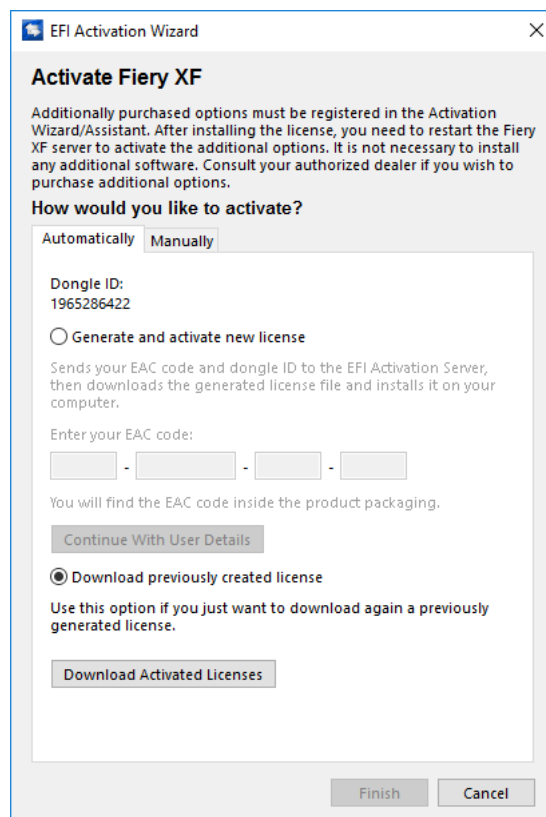 EFI Activation Wizard
Activate Fiery XF
Additionally purchased options must be registered in the Activation
Wizard/Assistant. After installing the license, you need to restart the Fiery
XF server to activate the additional options. It is not necessary to install
any additional software. Consult your authorized dealer if you wish to
purchase additional options.
How would you like to activate?
Automatically Manually
Dongle ID:
1965286422
Generate and activate new license
Sends your EAC code and dongle ID to the EFI Activation Server,
then downloads the generated license file and installs it on your
computer.
Enter your EAC code:
- - -
You will find the EAC code inside the product packaging.
Continue With User Details
Download previously created license
Use this option if you just want to download again a previously
generated license.
Download Activated Licenses
Finish Cancel